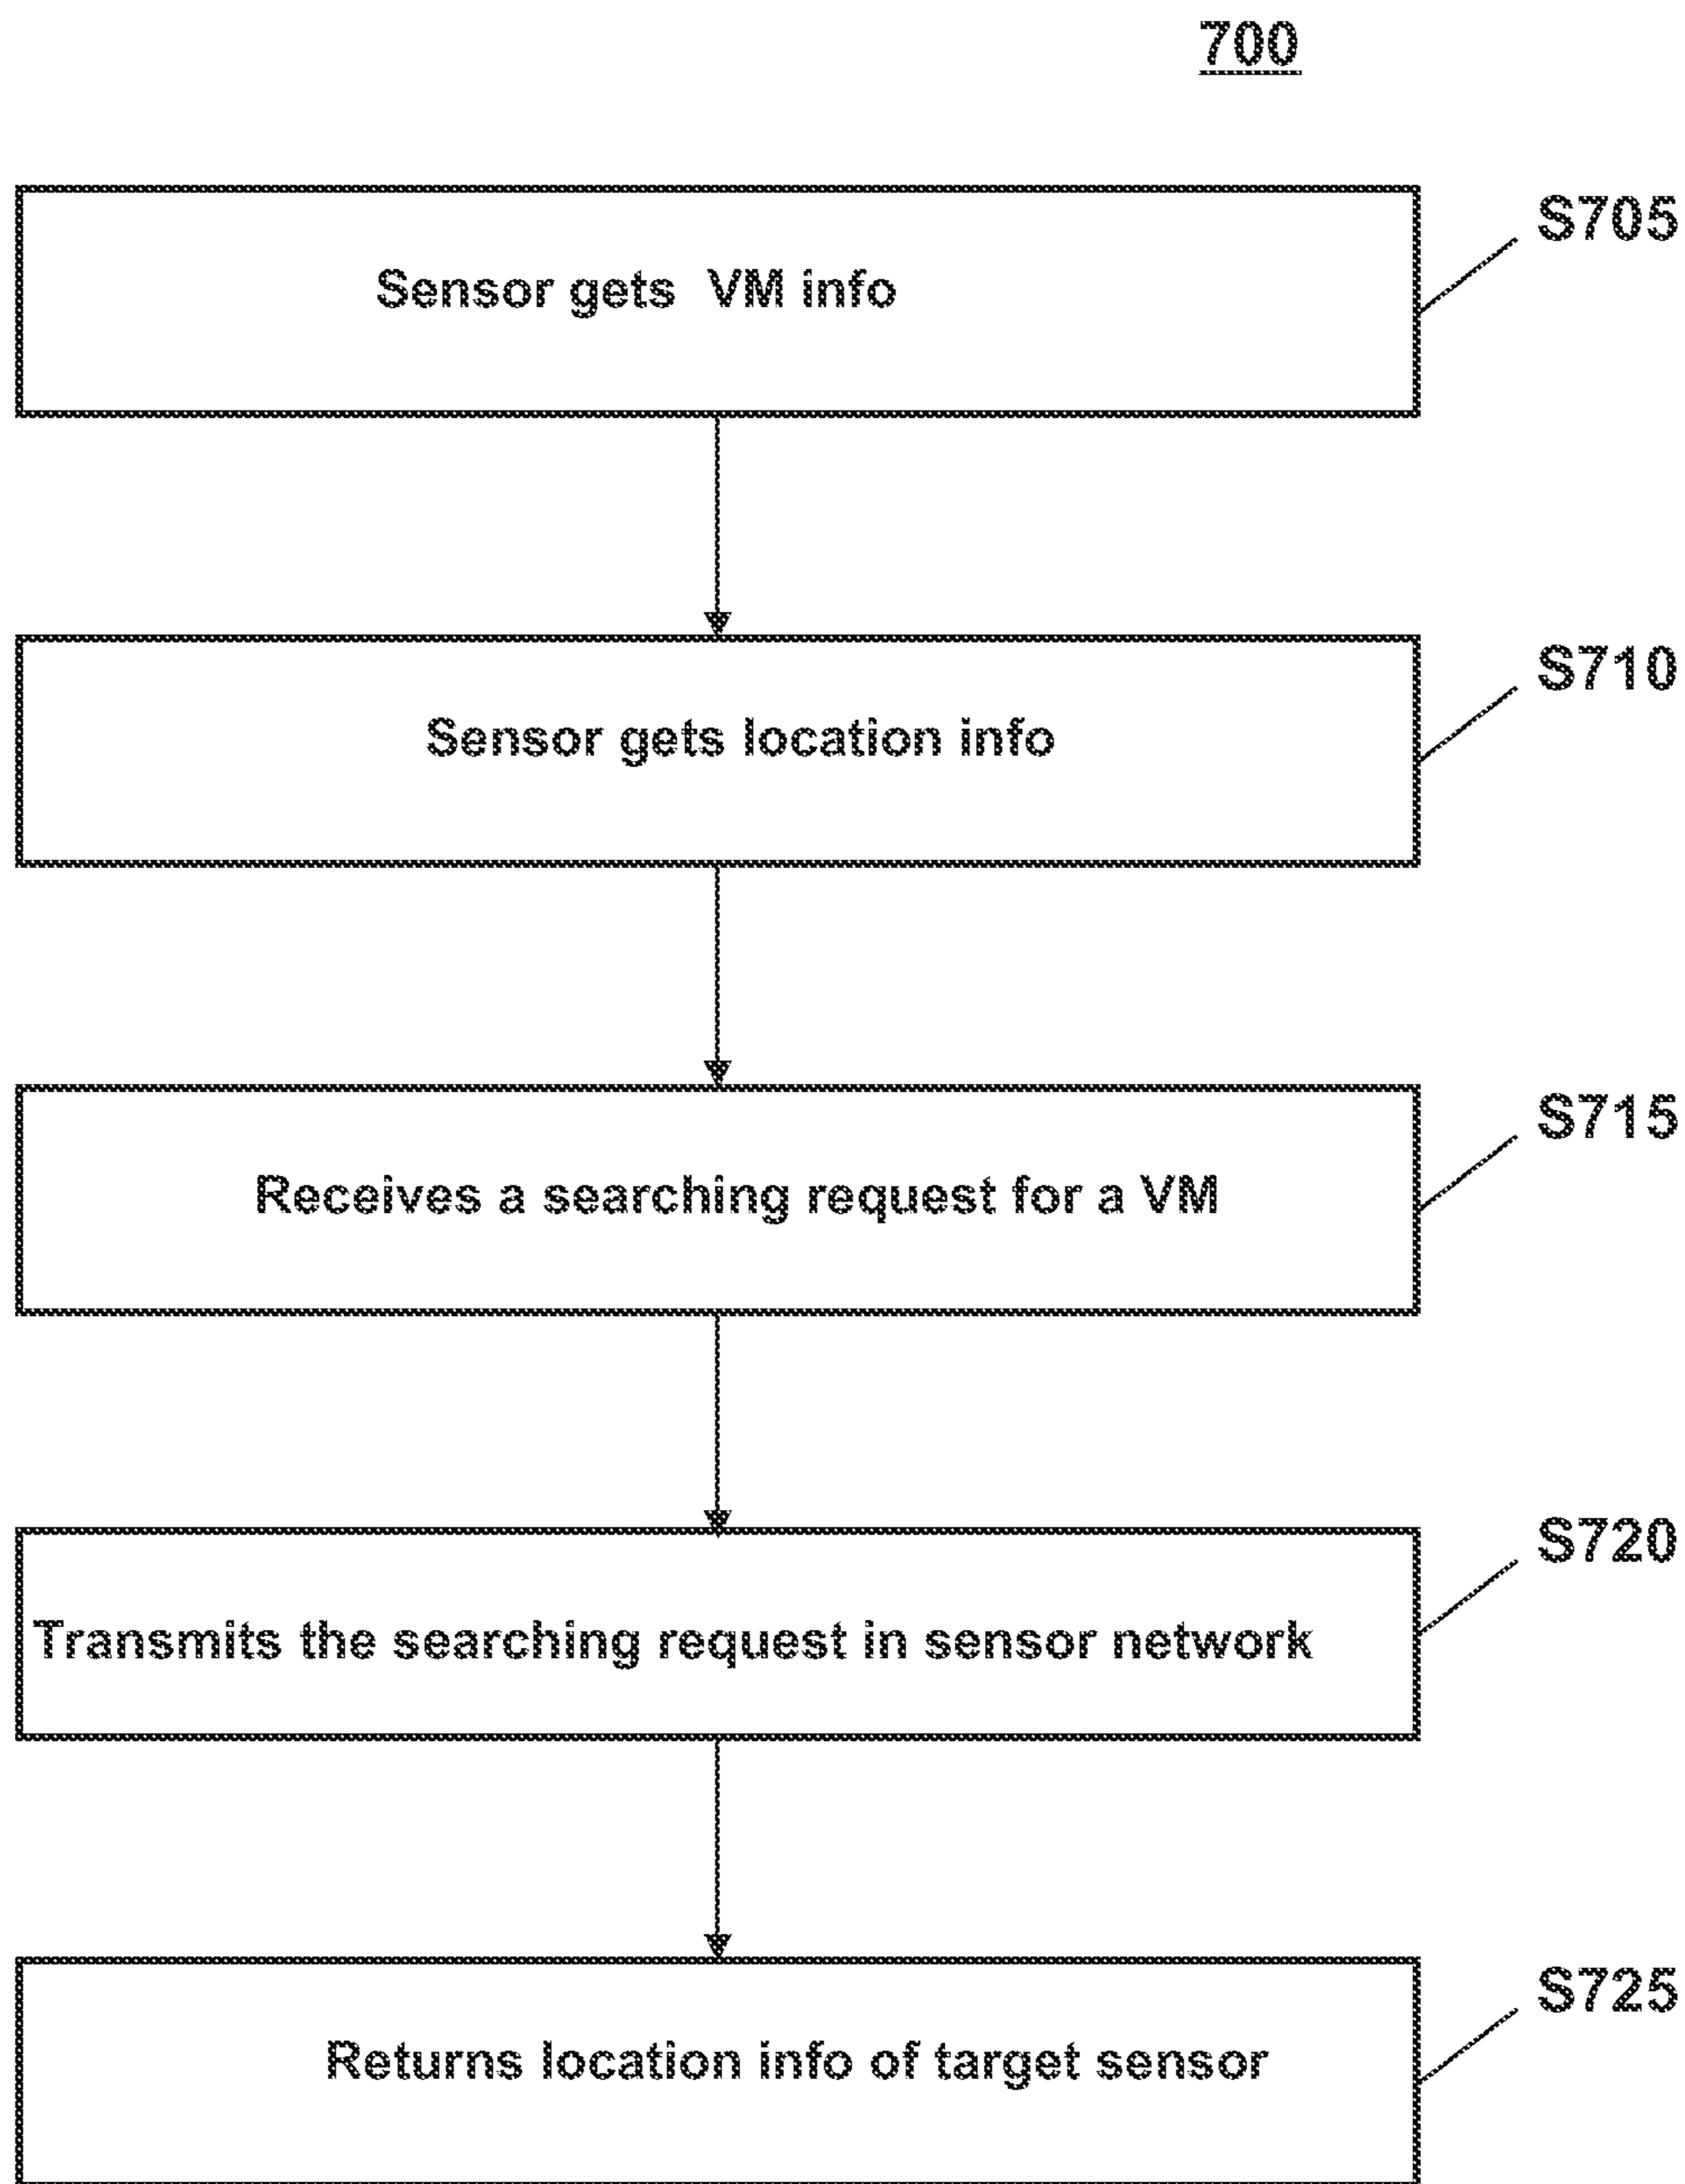 700
S705
Sensor gets VM info
S710
Sensor gets location info
S715
Receives a searching request for a VM
S720
Transmits the searching request in sensor network
S725
Returns location info of target sensor